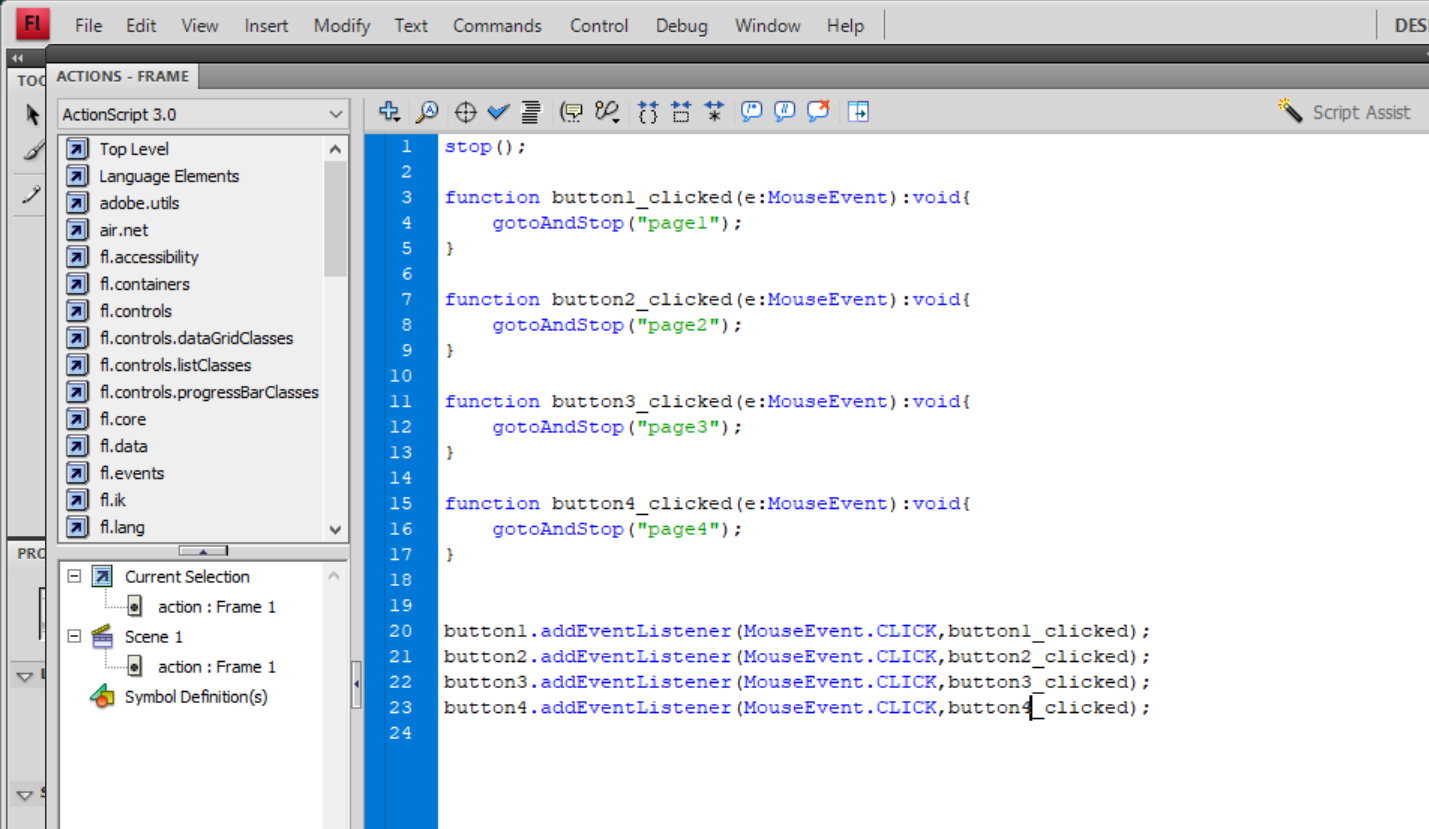 Fl File Edit View Insert Modify Text Commands Control Debug Window Help
ACTIONS - FRAME
ActionScript 3.0
Script Assist
Top Level
Language Elements
adobe.utils
air.net
fl.accessibility
fl.containers
fl.controls
fl.controls.dataGridClasses
fl.controls.listClasses
fl.controls.progressBarClasses
fl.core
fl.data
fl.events
fl.ik
fl.lang
Current Selection
action : Frame 1
Scene 1
action : Frame 1
Symbol Definition(s)
1 stop();
2
3 function button1_clicked(e:MouseEvent):void{
4 gotoAndStop("page1");
5 }
6
7 function button2_clicked(e:MouseEvent):void{
8 gotoAndStop("page2");
9 }
10
11 function button3_clicked(e:MouseEvent):void{
12 gotoAndStop("page3");
13 }
14
15 function button4_clicked(e:MouseEvent):void{
16 gotoAndStop("page4");
17 }
18
19
20 button1.addEventListener(MouseEvent.CLICK,button1_clicked);
21 button2.addEventListener(MouseEvent.CLICK,button2_clicked);
22 button3.addEventListener(MouseEvent.CLICK,button3_clicked);
23 button4.addEventListener(MouseEvent.CLICK,button4_clicked);
24